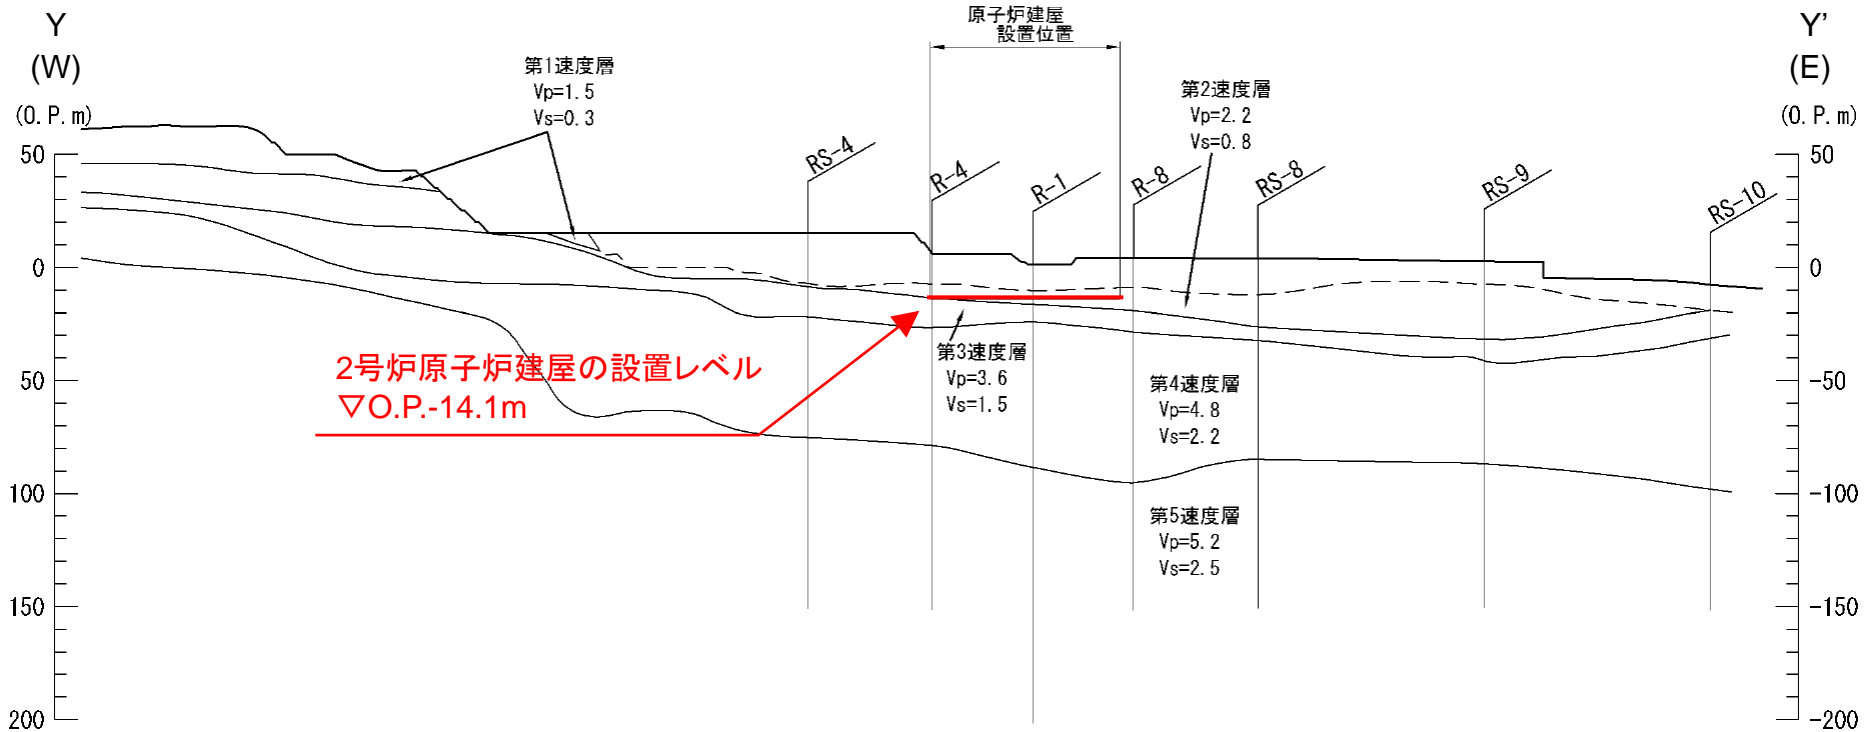 Y
(W)
(O.P.m)
50
0
50
100
150
200
第1速度層
Vp=1.5
Vs=0.3
原子炉建屋
設置位置
第2速度層
Vp=2.2
Vs=0.8
RS-4
R-4
R-1
R-8
RS-8
RS-9
RS-10
2号炉原子炉建屋の設置レベル
▽O.P.-14.1m
第3速度層
Vp=3.6
Vs=1.5
第4速度層
Vp=4.8
Vs=2.2
第5速度層
Vp=5.2
Vs=2.5
Y'
(E)
(O.P.m)
50
0
-50
-100
-150
-200